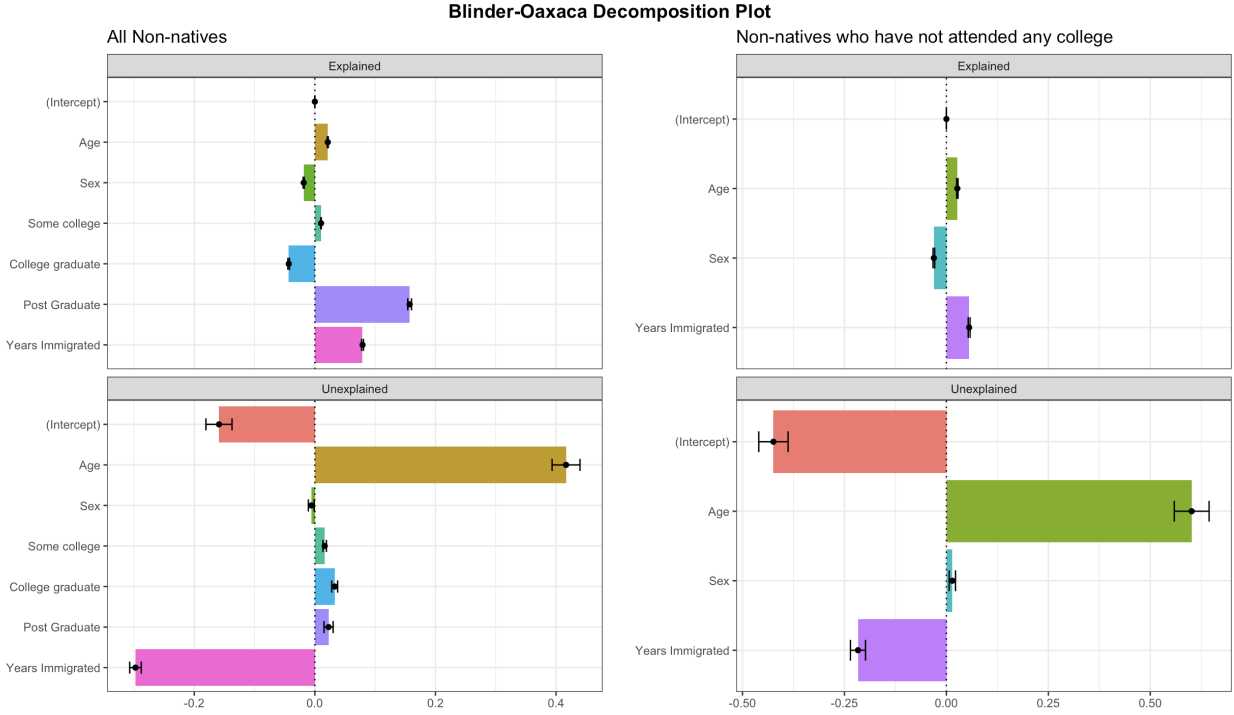 Blinder-Oaxaca Decomposition Plot
All Non-natives
Explained
(Intercept)
Age
Sex
Some college
College graduate
Post Graduate
Years Immigrated
Unexplained
(Intercept)
Age
Sex
Some college
College graduate
Post Graduate
Years Immigrated
-0.2 0.0 0.2 0.4
Non-natives who have not attended any college
Explained
(Intercept)
Age
Sex
Years Immigrated
Unexplained
(Intercept)
Age
Sex
Years Immigrated
-0.50 -0.25 0.00 0.25 0.50